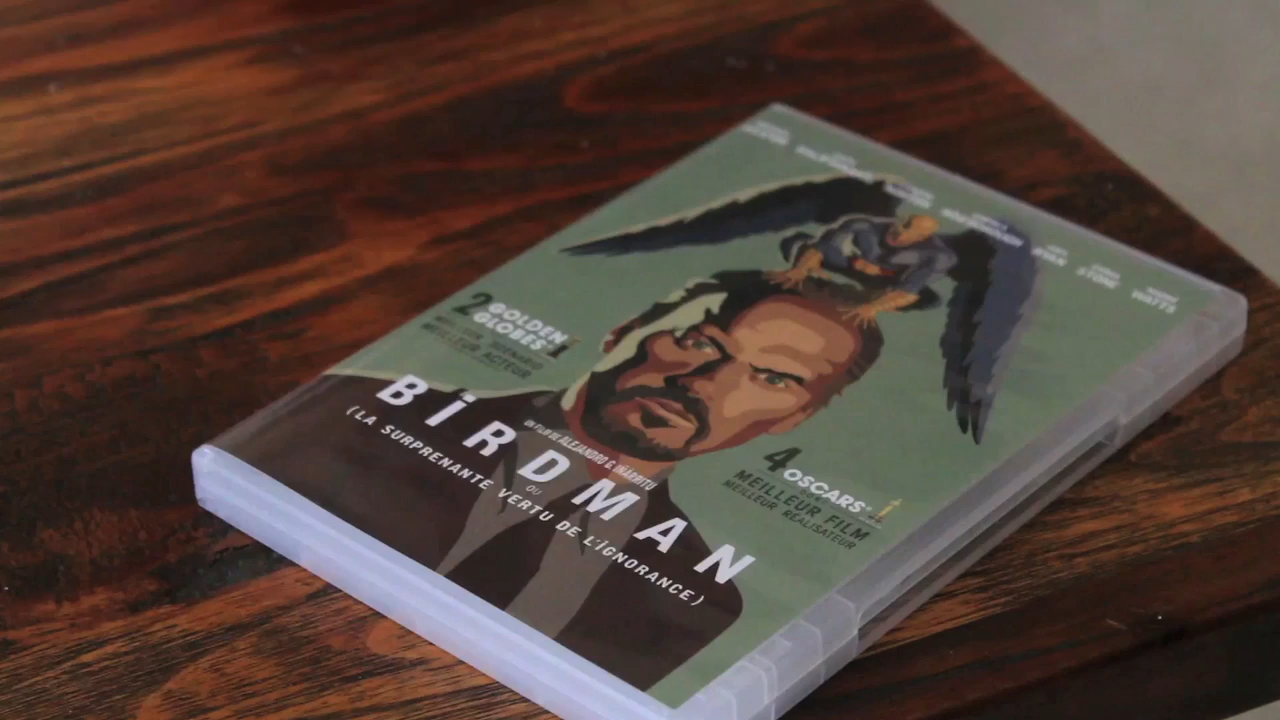 RYAN
STONE
WATTS
2 GOLDEN
GLOBES
MEILLEUR SCÉNARIO
MEILLEUR ACTEUR
BiRDMAN
UN FILM DE ALEJANDRO G. IÑÁRRITU
OU
(LA SURPRENANTE VERTU DE L'iGNORANCE)
4 OSCARS
MEILLEUR FILM
MEILLEUR RÉALISATEUR